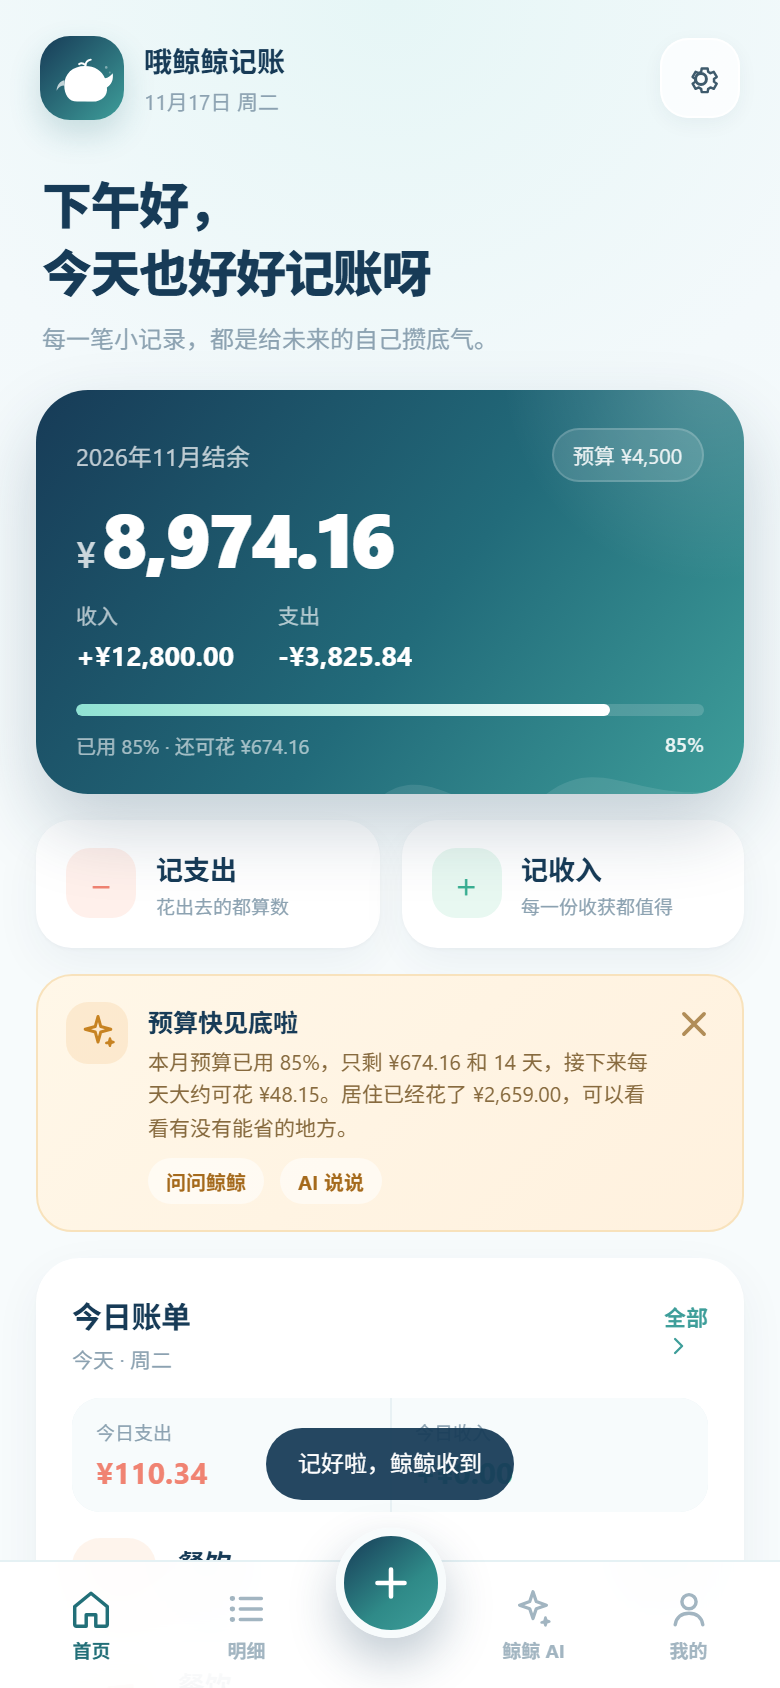 哦鲸鲸记账
11月17日 周二
下午好，
今天也好好记账呀
每一笔小记录，都是给未来的自己攒底气。
2026年11月结余
预算 ¥4,500
¥8,974.16
收入
支出
+¥12,800.00
-¥3,825.84
已用 85% · 还可花 ¥674.16
85%
记支出
花出去的都算数
记收入
每一份收获都值得
预算快见底啦
本月预算已用 85%，只剩 ¥674.16 和 14 天，接下来每
天大约可花 ¥48.15。居住已经花了 ¥2,659.00，可以看
看有没有能省的地方。
问问鲸鲸
AI 说说
今日账单
全部
今天 · 周二
今日支出
今日收入
¥110.34
记好啦，鲸鲸收到
餐饮
首页
明细
鲸鲸 AI
我的
餐饮